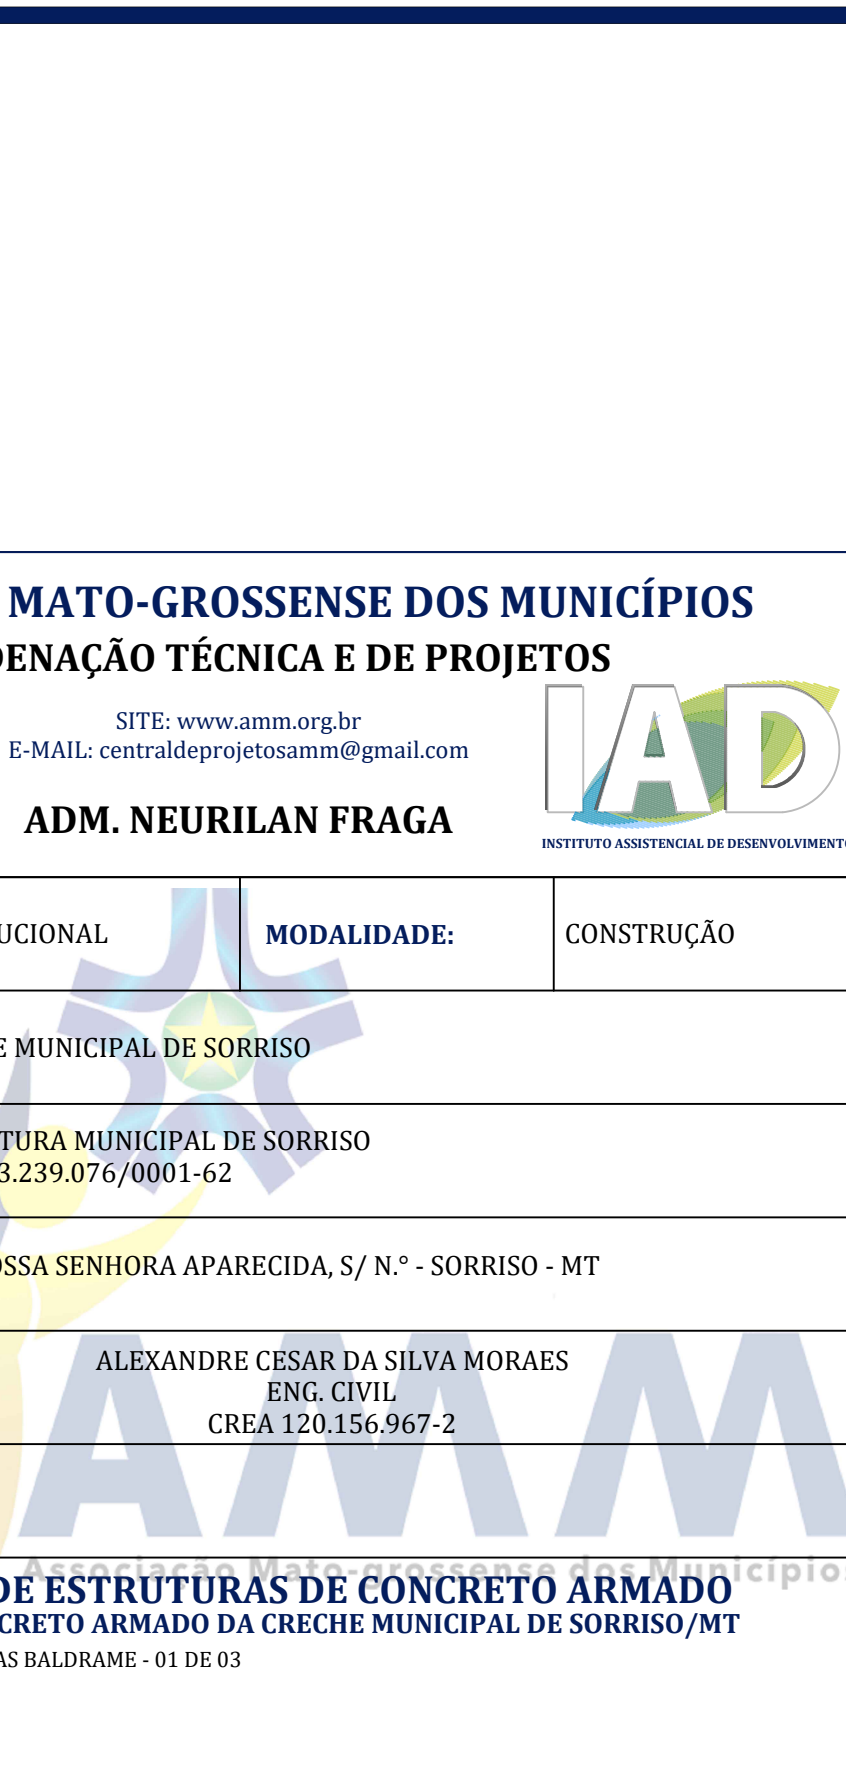 MATO-GROSSENSE DOS MUNICÍPIOS
DENAÇÃO TÉCNICA E DE PROJETOS
SITE: www.amm.org.br
E-MAIL: centraldeprojetosamm@gmail.com
ADM. NEURILAN FRAGA
IAD
INSTITUTO ASSISTENCIAL DE DESENVOLVIMENTO
UCIONAL
MODALIDADE:
CONSTRUÇÃO
E MUNICIPAL DE SORRISO
TURA MUNICIPAL DE SORRISO
3.239.076/0001-62
OSSA SENHORA APARECIDA, S/ N.° - SORRISO - MT
ALEXANDRE CESAR DA SILVA MORAES
ENG. CIVIL
CREA 120.156.967-2
AMM
Associação Mato-grossense dos Municípios
DE ESTRUTURAS DE CONCRETO ARMADO
CRETO ARMADO DA CRECHE MUNICIPAL DE SORRISO/MT
AS BALDRAME - 01 DE 03